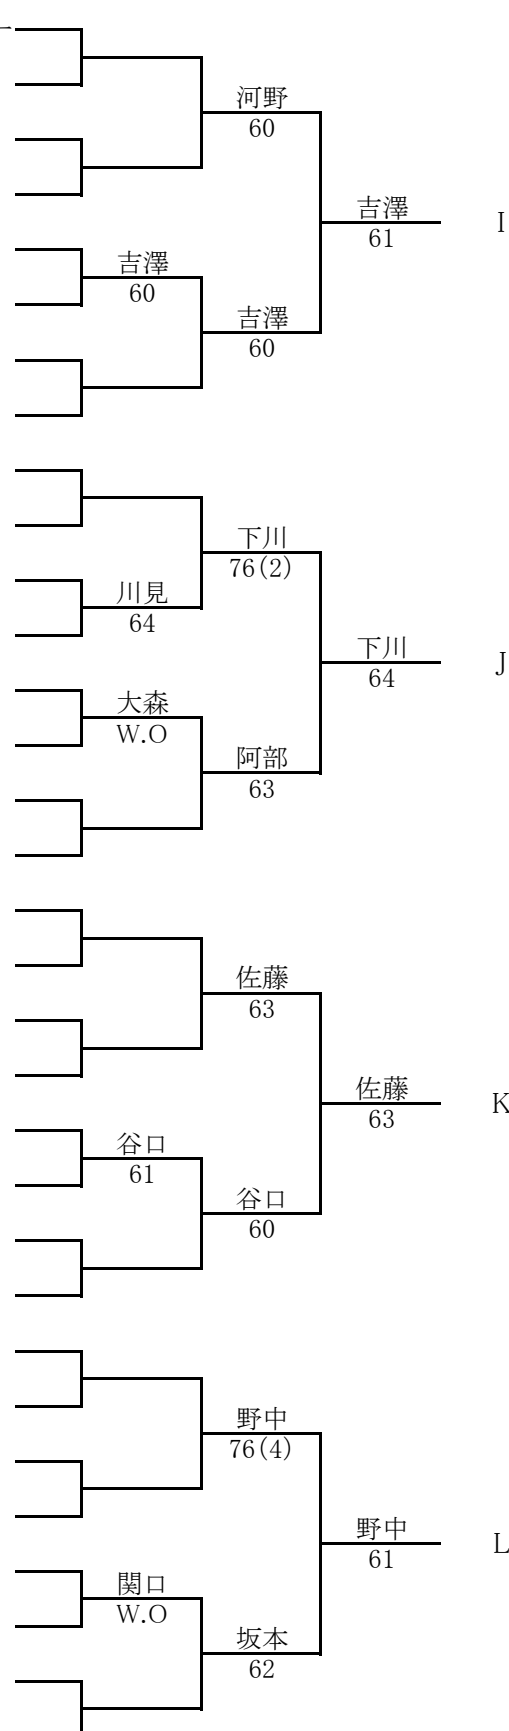 河野
60
吉澤
61
I
吉澤
60
吉澤
60
下川
76(2)
川見
64
下川
64
J
大森
W.O
阿部
63
佐藤
63
佐藤
63
K
谷口
61
谷口
60
野中
76(4)
野中
61
L
関口
W.O
坂本
62